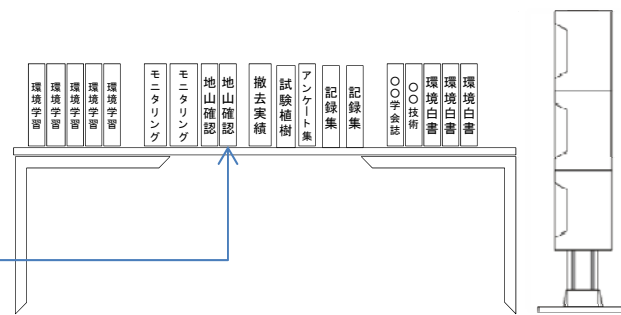 環境学習
環境学習
環境学習
環境学習
環境学習
モニタリング
モニタリング
地山確認
地山確認
撤去実績
試験植樹
アンケート集
記録集
記録集
〇〇学会誌
〇〇技術
環境白書
環境白書
環境白書